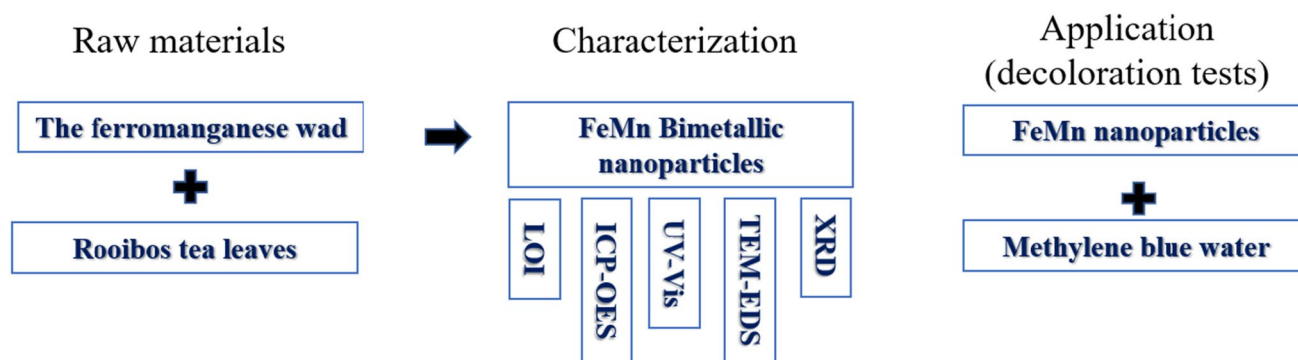 Raw materials
The ferromanganese wad
Rooibos tea leaves
Characterization
FeMn Bimetallic
nanoparticles
LOI
ICP-OES
UV-Vis
TEM-EDS
XRD
Application
(decoloration tests)
FeMn nanoparticles
Methylene blue water